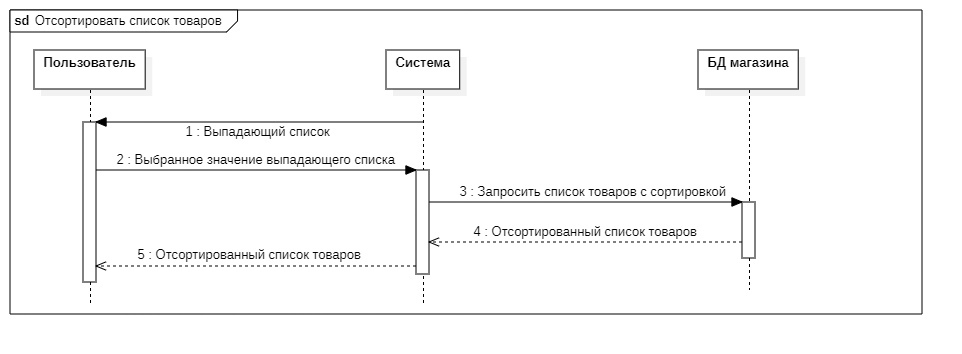 sd Отсортировать список товаров
Пользователь
Система
БД магазина
1 : Выпадающий список
2 : Выбранное значение выпадающего списка
3 : Запросить список товаров с сортировкой
4 : Отсортированный список товаров
5 : Отсортированный список товаров